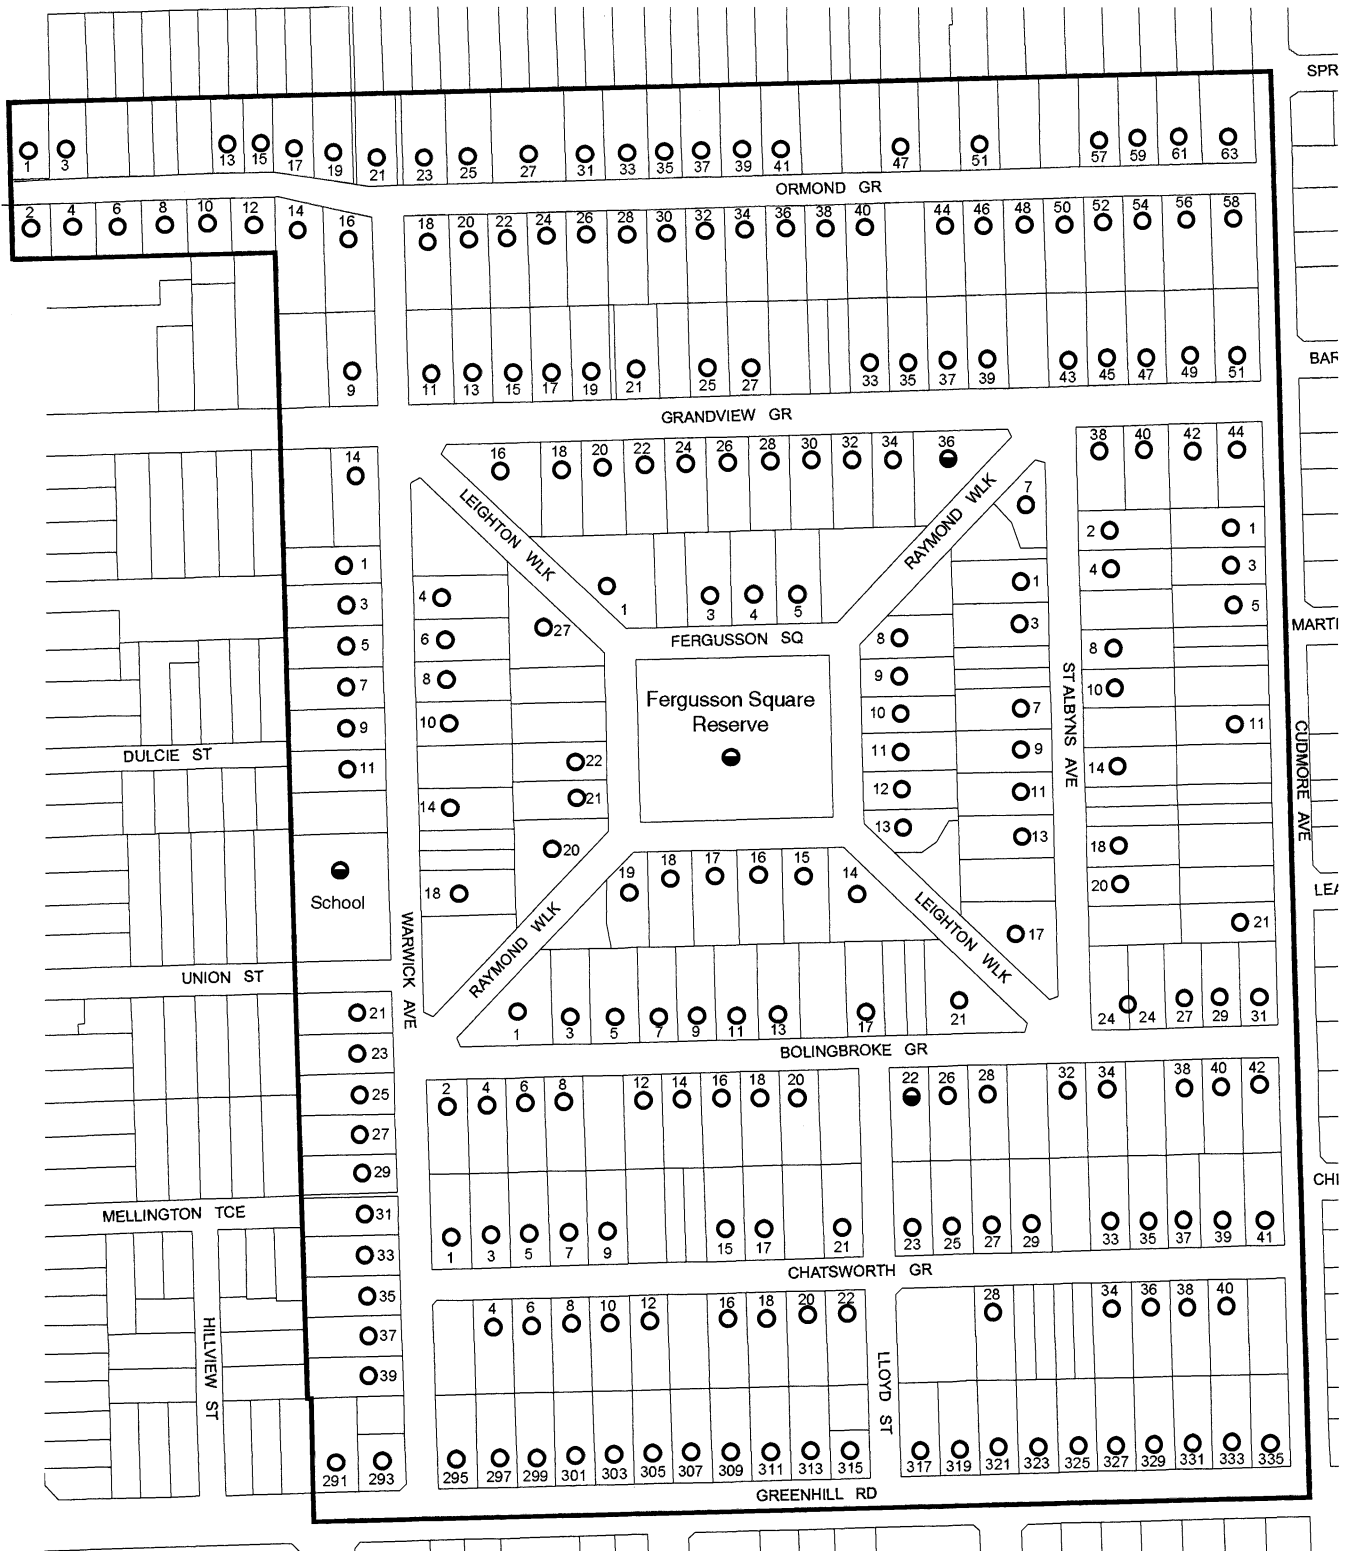 SPR
1 3 13 15 17 19 21 23 25 27 31 33 35 37 39 41 47 51 57 59 61 63
ORMOND GR
2 4 6 8 10 12 14 16 18 20 22 24 26 28 30 32 34 36 38 40 44 46 48 50 52 54 56 58
BAR
9 11 13 15 17 19 21 25 27 33 35 37 39 43 45 47 49 51
GRANDVIEW GR
14 16 18 20 22 24 26 28 30 32 34 36 38 40 42 44
LEIGHTON WLK
RAYMOND WLK
7
2 1
4 3
5
8
10
11
14
18
20
21
1
3
5
7
9
11
4
6
8
10
14
18
27
22
21
20
1 3 4 5
FERGUSSON SQ
Fergusson Square
Reserve
8
9
10
11
12
13
1
3
7
9
11
13
17
ST ALBYNS AVE
CUDMORE AVE
MARTI
LEA
DULCIE ST
School
WARWICK AVE
UNION ST
19 18 17 16 15 14
RAYMOND WLK
LEIGHTON WLK
1 3 5 7 9 11 13 17 21 24 24 27 29 31
BOLINGBROKE GR
21
23
25
27
29
31
33
35
37
39
2 4 6 8 12 14 16 18 20 22 26 28 32 34 38 40 42
CHI
MELLINGTON TCE
1 3 5 7 9 15 17 21 23 25 27 29 33 35 37 39 41
CHATSWORTH GR
4 6 8 10 12 16 18 20 22 28 34 36 38 40
HILLVIEW ST
LLOYD ST
291 293 295 297 299 301 303 305 307 309 311 313 315 317 319 321 323 325 327 329 331 333 335
GREENHILL RD